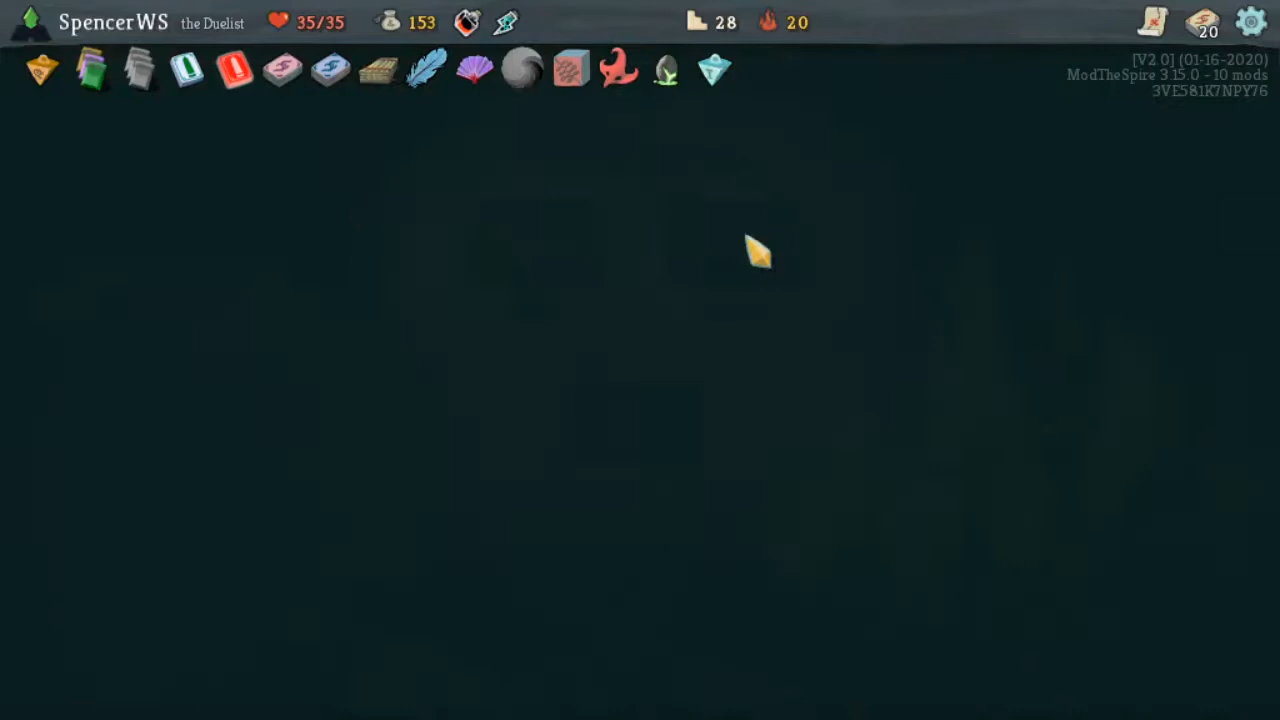 SpencerWS the Duelist 35/35 153 28 20 20
[V2.0] (01-16-2020)
ModTheSpire 3.15.0 - 10 mods
3VE581K7NPY76